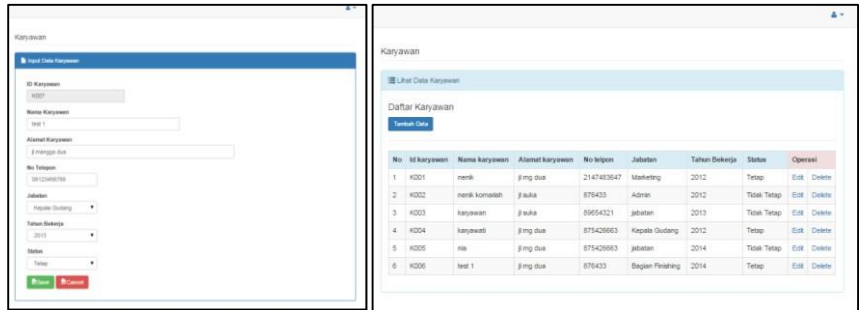 Karyawan
Input Data Karyawan
ID Karyawan
K007
Nama Karyawan
test 1
Alamat Karyawan
jl mangga dua
No Telepon
Jabatan
Kepala Gudang
Tahun Bekerja
2015
Status
Tetap
Save Cancel
Karyawan
Lihat Data Karyawan
Daftar Karyawan
Tambah Data
No Id karyawan Nama karyawan Alamat karyawan No telpon Jabatan Tahun Bekerja Status Operasi
1 K001 nenik jl mg dua 2147483647 Marketing 2012 Tetap Edit Delete
2 K002 nenik komariah jl suka 876433 Admin 2012 Tidak Tetap Edit Delete
3 K003 karyawan jl suka 89654321 jabatan 2013 Tidak Tetap Edit Delete
4 K004 karyawati jl mg dua 875426663 Kepala Gudang 2012 Tetap Edit Delete
5 K005 nia jl mg dua 875426663 jabatan 2014 Tidak Tetap Edit Delete
6 K006 test 1 jl mg dua 876433 Bagian Finishing 2014 Tetap Edit Delete